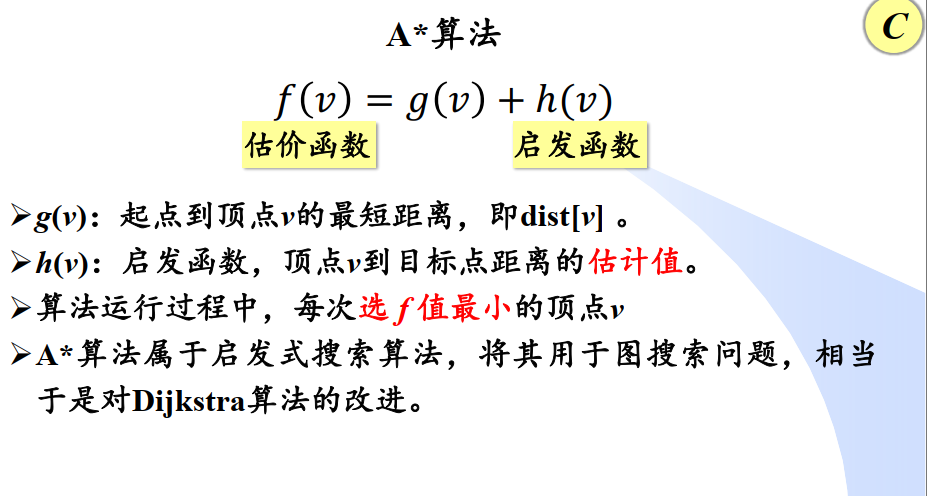 A*算法
C
f(v) = g(v) + h(v)
估价函数 启发函数
➢g(v)：起点到顶点v的最短距离，即dist[v] 。
➢h(v)：启发函数，顶点v到目标点距离的估计值。
➢算法运行过程中，每次选 f 值最小的顶点v
➢A*算法属于启发式搜索算法，将其用于图搜索问题，相当
于是对Dijkstra算法的改进。